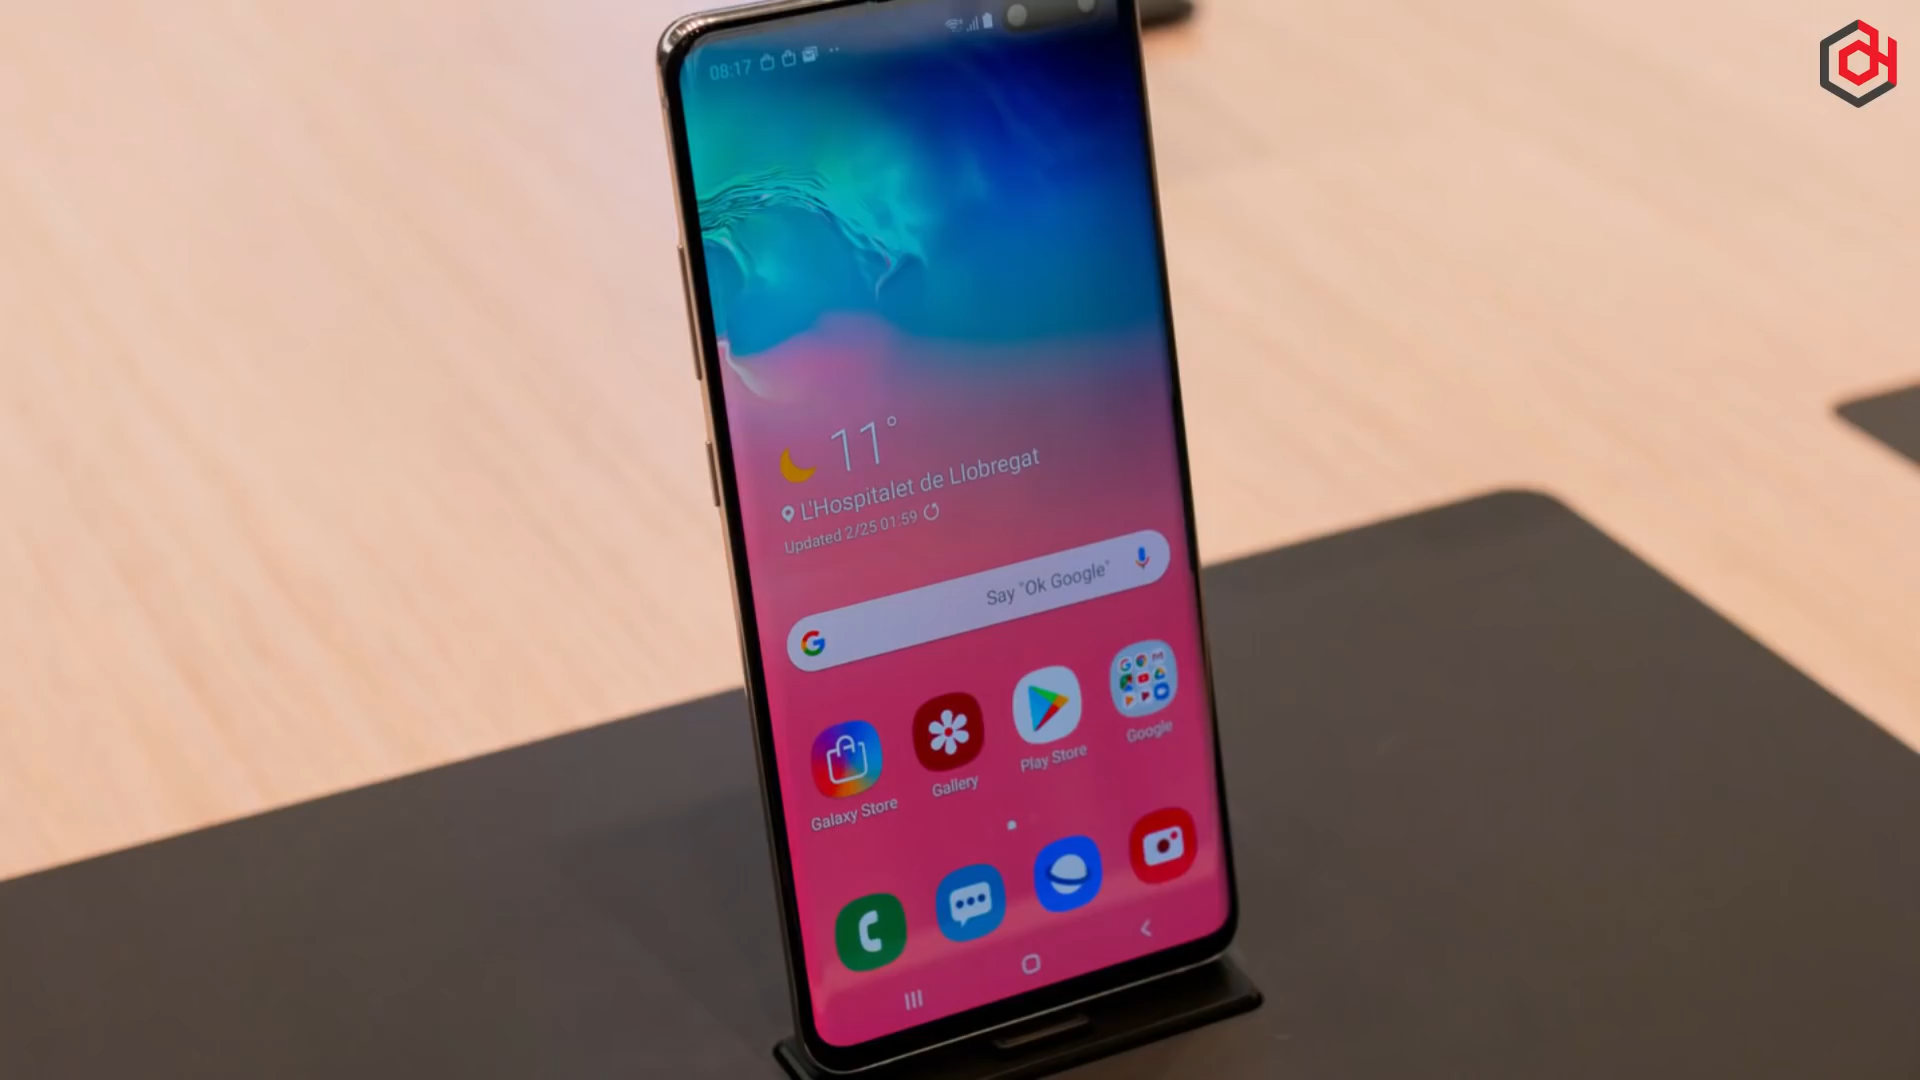 08:17
11°
L'Hospitalet de Llobregat
Updated 2/25 01:59
Say "Ok Google"
Galaxy Store
Gallery
Play Store
Google